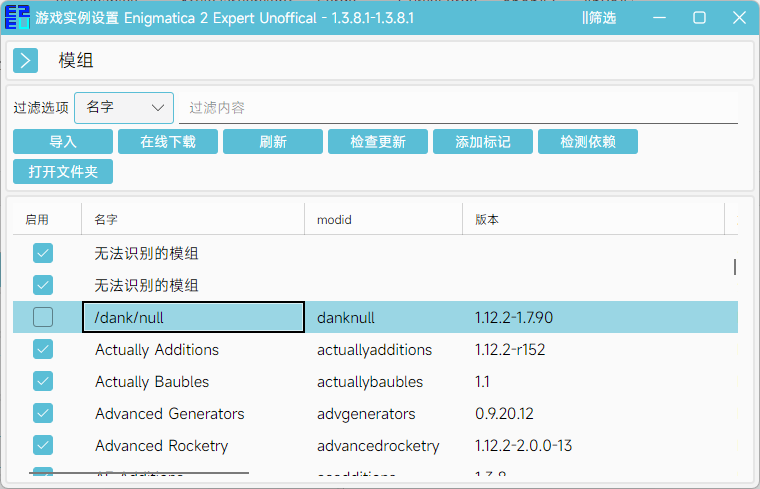 游戏实例设置 Enigmatica 2 Expert Unoffical - 1.3.8.1-1.3.8.1 ||筛选
模组
过滤选项 名字 过滤内容
导入 在线下载 刷新 检查更新 添加标记 检测依赖
打开文件夹
启用 名字 modid 版本
无法识别的模组
无法识别的模组
/dank/null danknull 1.12.2-1.7.90
Actually Additions actuallyadditions 1.12.2-r152
Actually Baubles actuallybaubles 1.1
Advanced Generators advgenerators 0.9.20.12
Advanced Rocketry advancedrocketry 1.12.2-2.0.0-13